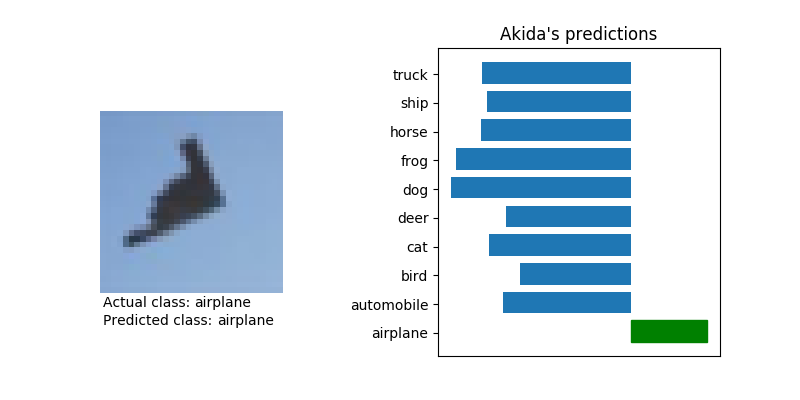 Akida's predictions
truck
ship
horse
frog
dog
deer
cat
bird
automobile
airplane
Actual class: airplane
Predicted class: airplane